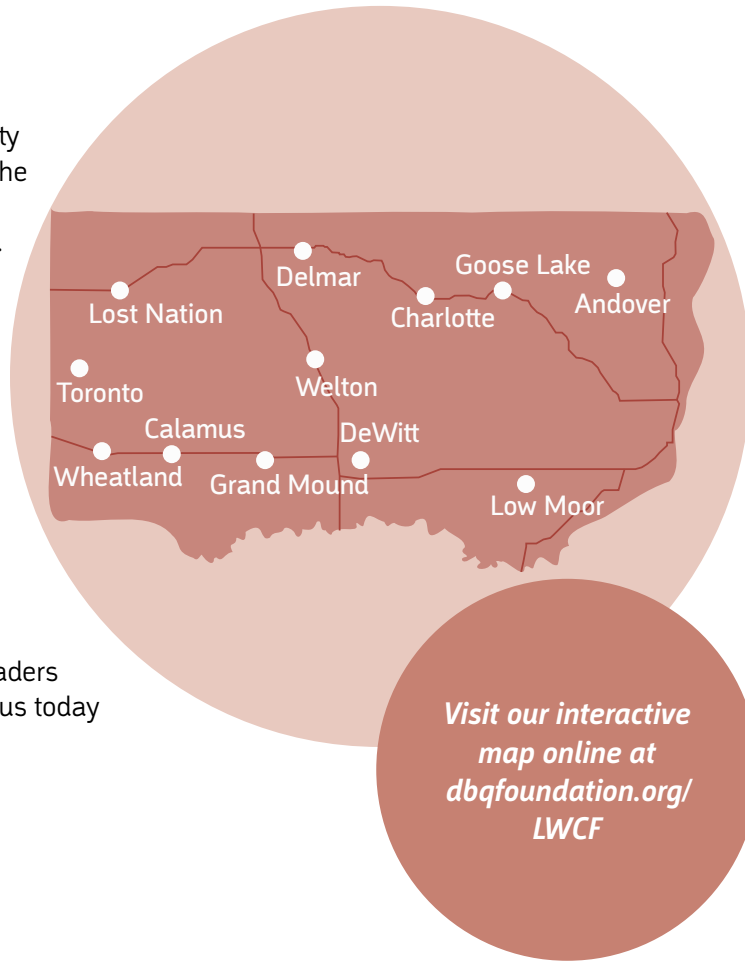 ty
he
.
Delmar
Goose Lake
Andover
Lost Nation
Charlotte
Toronto
Welton
Calamus
DeWitt
Wheatland
Grand Mound
Low Moor
aders
us today
Visit our interactive
map online at
dbqfoundation.org/
LWCF